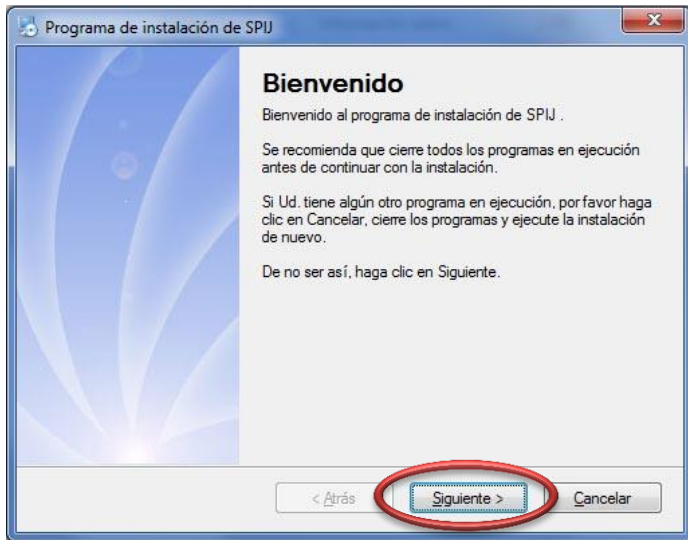 Programa de instalación de SPIJ
Bienvenido
Bienvenido al programa de instalación de SPIJ .
Se recomienda que cierre todos los programas en ejecución
antes de continuar con la instalación.
Si Ud. tiene algún otro programa en ejecución, por favor haga
clic en Cancelar, cierre los programas y ejecute la instalación
de nuevo.
De no ser así, haga clic en Siguiente.
< Atrás Siguiente > Cancelar